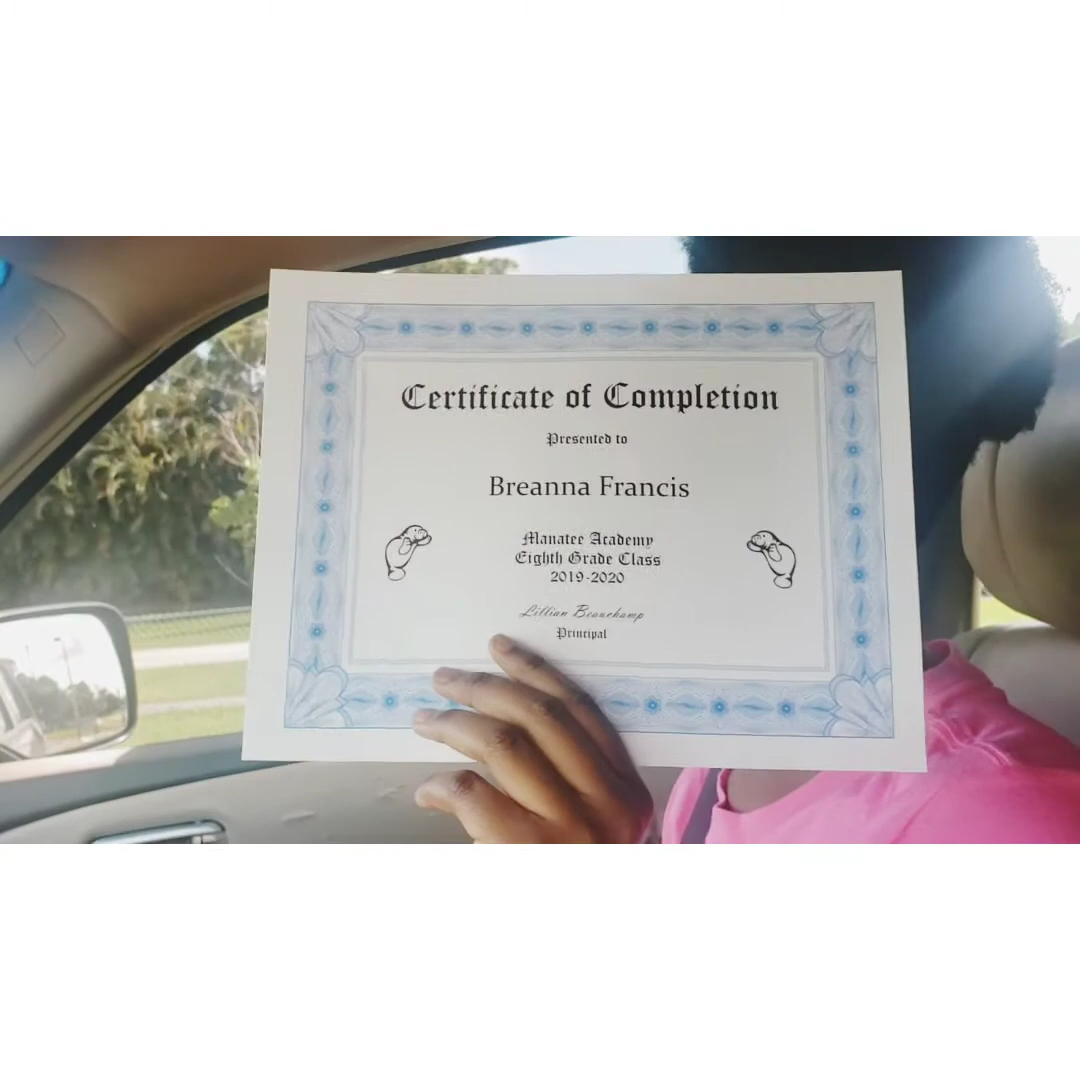 Certificate of Completion
Presented to
Breanna Francis
Manatee Academy
Eighth Grade Class
2019-2020
Lillian Beauchamp
Principal